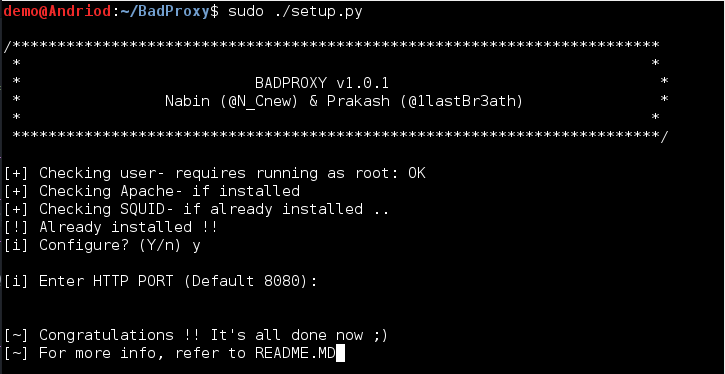 demo@Andriod:~/BadProxy$ sudo ./setup.py
/*************************************************************************
 *                                                                      *
 *                          BADPROXY v1.0.1                              *
 *                Nabin (@N_Cnew) & Prakash (@1lastBr3ath)               *
 *                                                                      *
 *************************************************************************/
[+] Checking user- requires running as root: OK
[+] Checking Apache- if installed
[+] Checking SQUID- if already installed ..
[!] Already installed !!
[i] Configure? (Y/n) y
[i] Enter HTTP PORT (Default 8080):
[~] Congratulations !! It's all done now ;)
[~] For more info, refer to README.MD